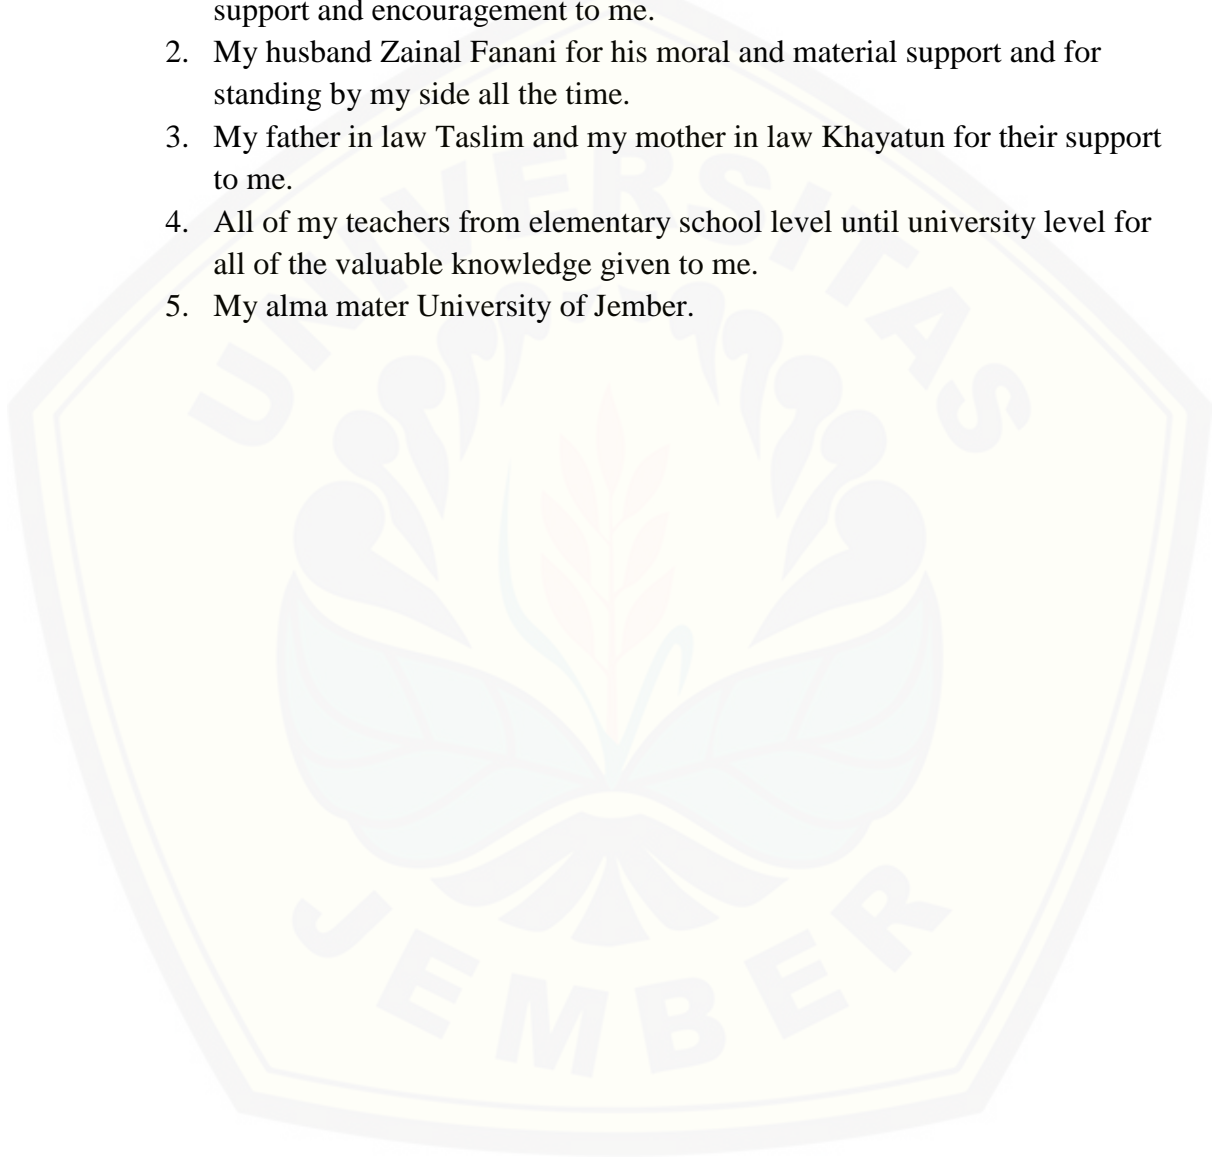 support and encouragement to me.
2. My husband Zainal Fanani for his moral and material support and for
standing by my side all the time.
3. My father in law Taslim and my mother in law Khayatun for their support
to me.
4. All of my teachers from elementary school level until university level for
all of the valuable knowledge given to me.
5. My alma mater University of Jember.
UNIVERSITAS
JEMBER